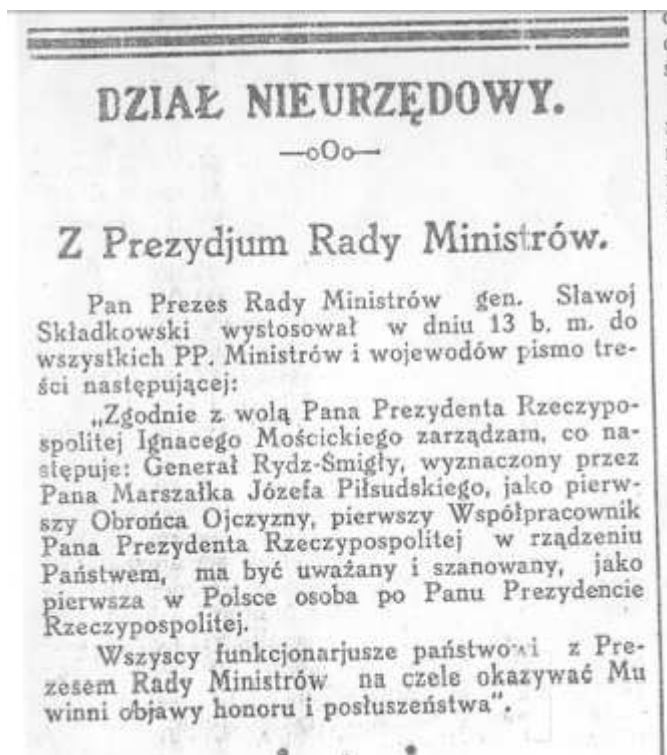 DZIAŁ NIEURZĘDOWY.
—oOo—
Z Prezydjum Rady Ministrów.
Pan Prezes Rady Ministrów gen. Sławoj
Składkowski wystosował w dniu 13 b. m. do
wszystkich PP. Ministrów i wojewodów pismo tre-
ści następującej:
„Zgodnie z wolą Pana Prezydenta Rzeczypo-
spolitej Ignacego Mościckiego zarządzam, co na-
stępuje: Generał Rydz-Śmigły, wyznaczony przez
Pana Marszałka Józefa Piłsudskiego, jako pierw-
szy Obrońca Ojczyzny, pierwszy Współpracownik
Pana Prezydenta Rzeczypospolitej w rządzeniu
Państwem, ma być uważany i szanowany, jako
pierwsza w Polsce osoba po Panu Prezydencie
Rzeczypospolitej.
Wszyscy funkcjonarjusze państwowi z Pre-
zesem Rady Ministrów na czele okazywać Mu
winni objawy honoru i posłuszeństwa".